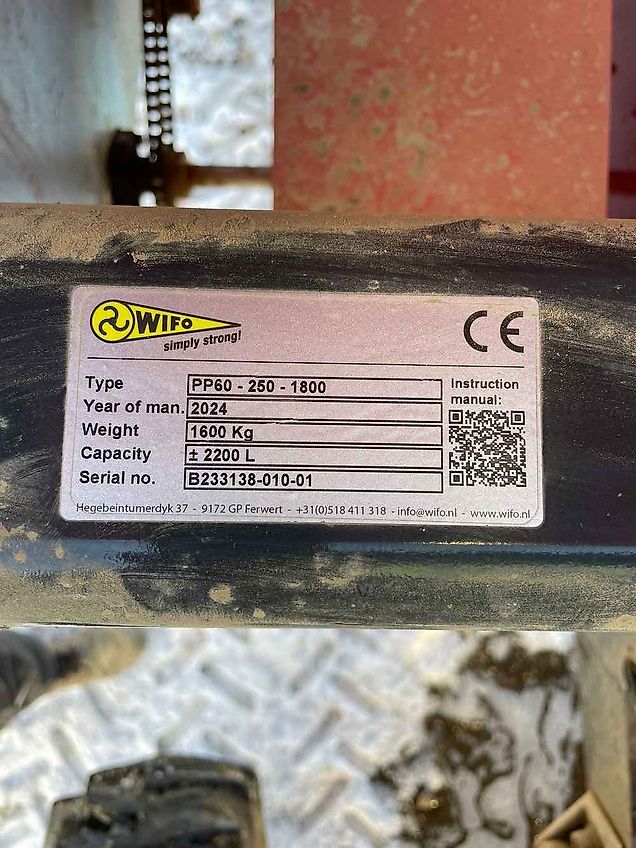 WIFO
simply strong!
CE
Type PP60 - 250 - 1800
Year of man. 2024
Weight 1600 Kg
Capacity ± 2200 L
Serial no. B233138-010-01
Instruction
manual:
Hegebeintumerdyk 37 - 9172 GP Ferwert - +31(0)518 411 318 - info@wifo.nl - www.wifo.nl